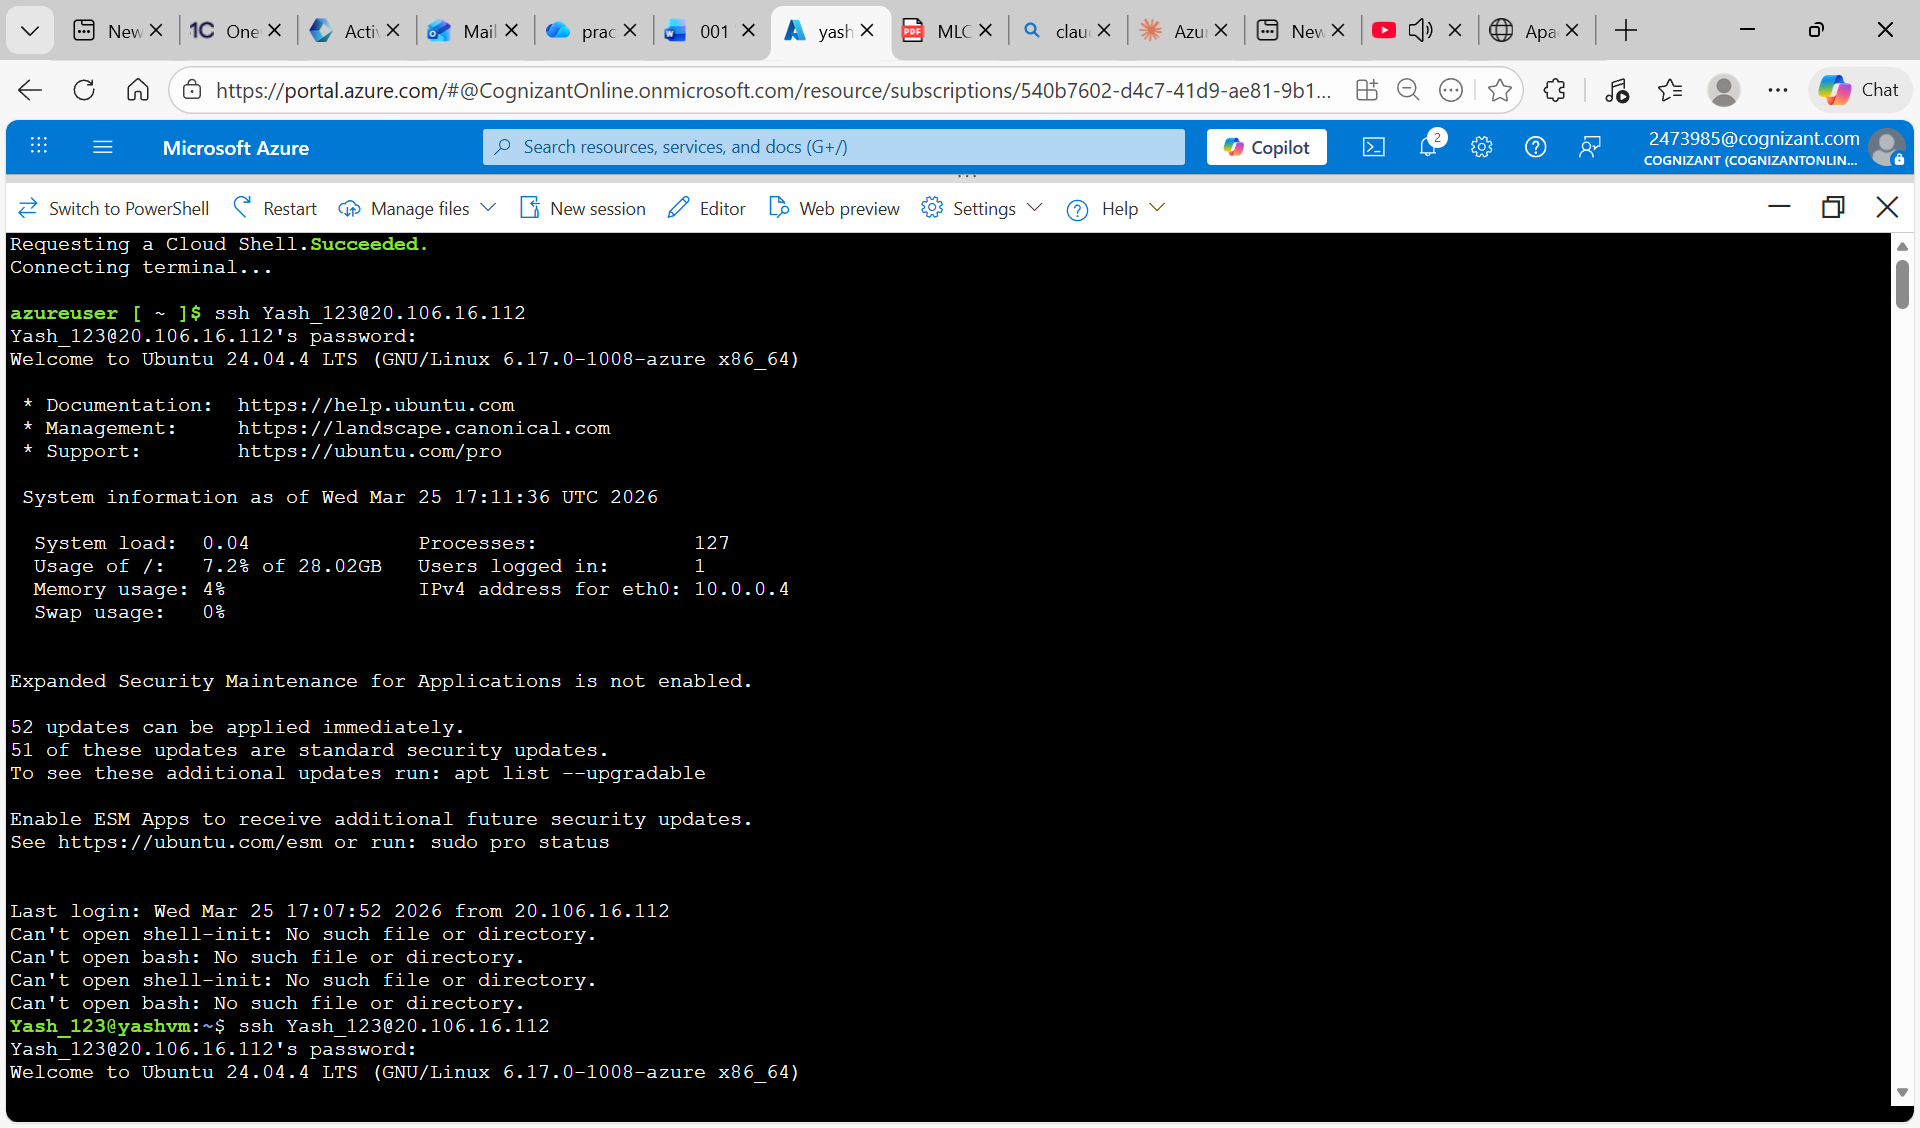 New
One
Activ
Mail
prac
001
yash
MLC
clau
Azu
New
Apa
https://portal.azure.com/#@CognizantOnline.onmicrosoft.com/resource/subscriptions/540b7602-d4c7-41d9-ae81-9b1...
Chat
Microsoft Azure
Search resources, services, and docs (G+/)
Copilot
2
2473985@cognizant.com
COGNIZANT (COGNIZANTONLIN...
Switch to PowerShell Restart Manage files New session Editor Web preview Settings Help
Requesting a Cloud Shell.Succeeded.
Connecting terminal...
azureuser [ ~ ]$ ssh Yash_123@20.106.16.112
Yash_123@20.106.16.112's password:
Welcome to Ubuntu 24.04.4 LTS (GNU/Linux 6.17.0-1008-azure x86_64)
* Documentation: https://help.ubuntu.com
* Management: https://landscape.canonical.com
* Support: https://ubuntu.com/pro
System information as of Wed Mar 25 17:11:36 UTC 2026
System load: 0.04 Processes: 127
Usage of /: 7.2% of 28.02GB Users logged in: 1
Memory usage: 4% IPv4 address for eth0: 10.0.0.4
Swap usage: 0%
Expanded Security Maintenance for Applications is not enabled.
52 updates can be applied immediately.
51 of these updates are standard security updates.
To see these additional updates run: apt list --upgradable
Enable ESM Apps to receive additional future security updates.
See https://ubuntu.com/esm or run: sudo pro status
Last login: Wed Mar 25 17:07:52 2026 from 20.106.16.112
Can't open shell-init: No such file or directory.
Can't open bash: No such file or directory.
Can't open shell-init: No such file or directory.
Can't open bash: No such file or directory.
Yash_123@yashvm:~$ ssh Yash_123@20.106.16.112
Yash_123@20.106.16.112's password:
Welcome to Ubuntu 24.04.4 LTS (GNU/Linux 6.17.0-1008-azure x86_64)